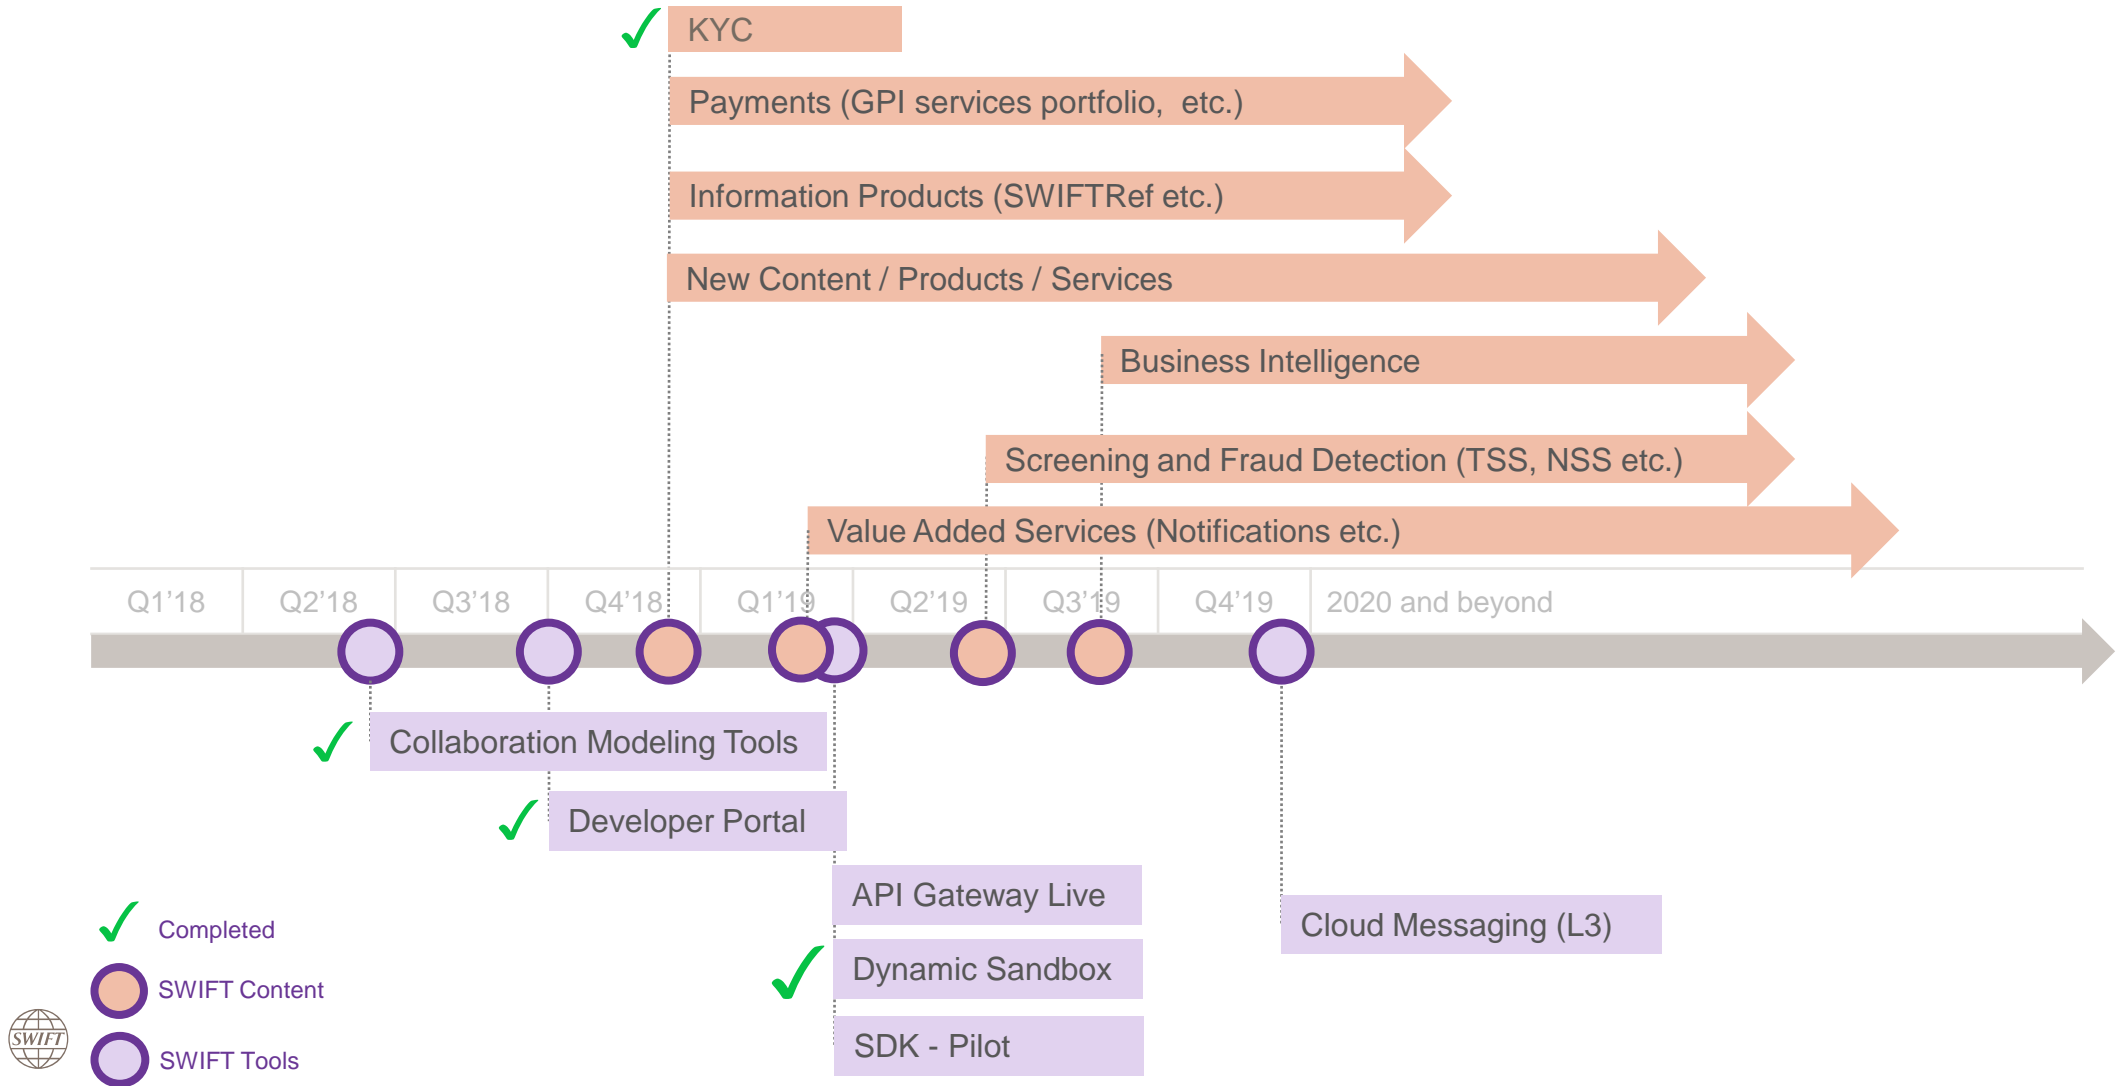 KYC
Payments (GPI services portfolio,  etc.)
Information Products (SWIFTRef etc.)
New Content / Products / Services
Business Intelligence
Screening and Fraud Detection (TSS, NSS etc.)
Value Added Services (Notifications etc.)
Q1’18
Q2’18
Q3’18
Q4’18
Q1’19
Q2’19
Q3’19
Q4’19
2020 and beyond
Collaboration Modeling Tools
Developer Portal
API Gateway Live
Cloud Messaging (L3)
Dynamic Sandbox
SDK - Pilot
Completed
SWIFT Content
SWIFT Tools
SWIFT